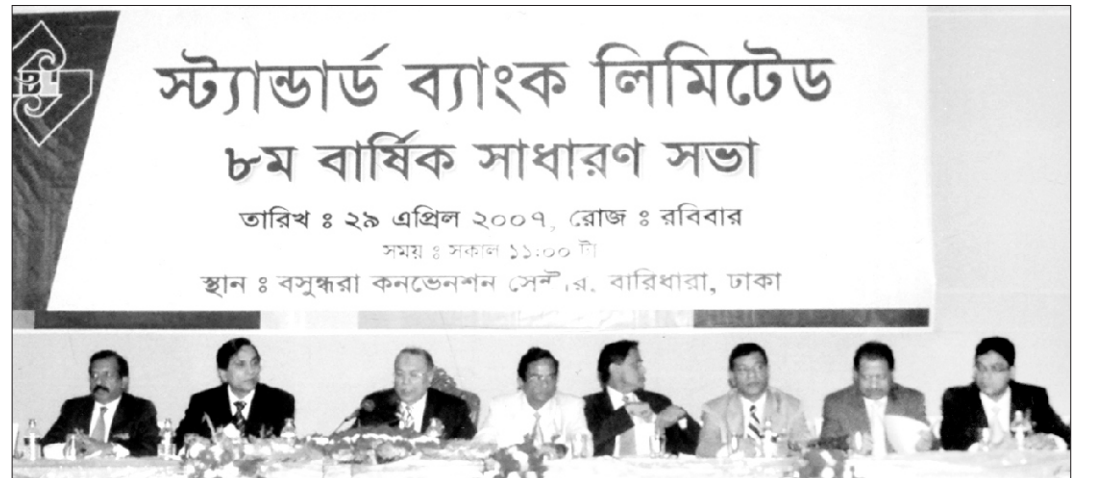 স্ট্যান্ডার্ড ব্যাংক লিমিটেড
৮ম বার্ষিক সাধারণ সভা
তারিখ ঃ ২৯ এপ্রিল ২০০৭, রোজ ঃ রবিবার
সময় ঃ সকাল ১১:০০ টা
স্থান ঃ বসুন্ধরা কনভেনশন সেন্টার, বারিধারা, ঢাকা